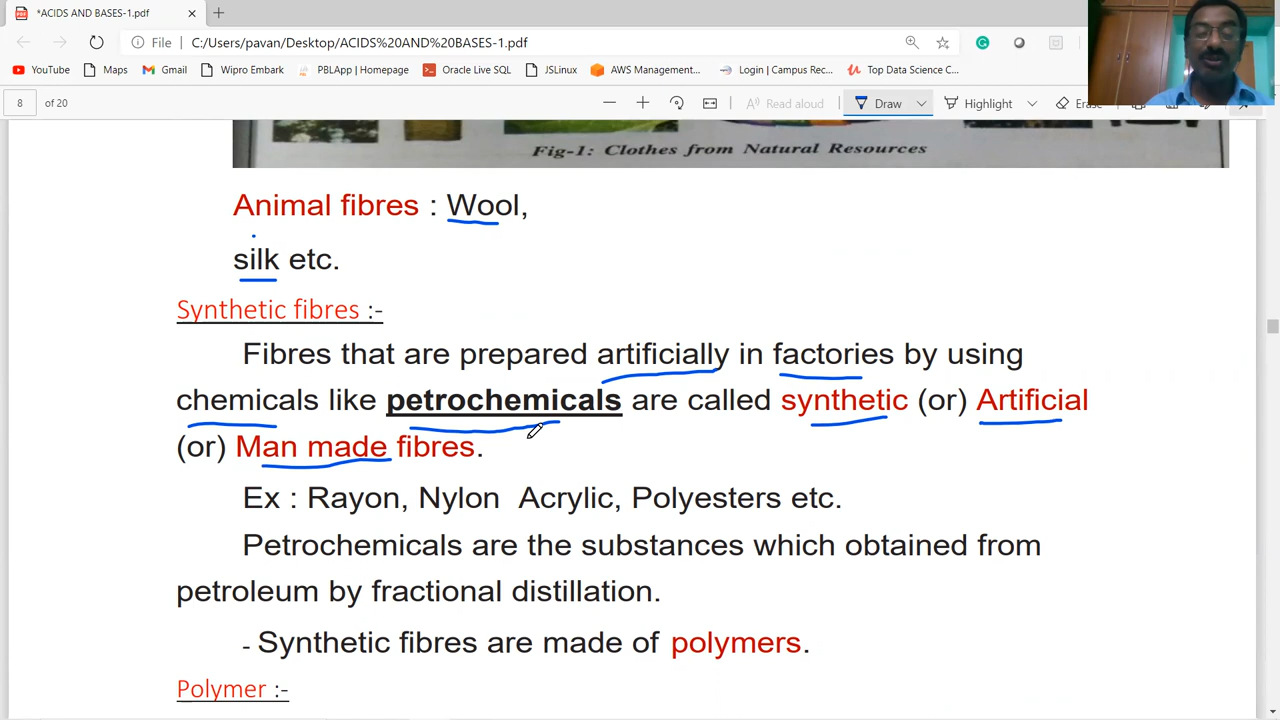 *ACIDS AND BASES-1.pdf
File C:/Users/pavan/Desktop/ACIDS%20AND%20BASES-1.pdf
YouTube Maps Gmail Wipro Embark PBLApp | Homepage Oracle Live SQL JSLinux AWS Management... Login | Campus Rec... Top Data Science C...
8 of 20 Read aloud Draw Highlight Erase
Fig-1: Clothes from Natural Resources
Animal fibres : Wool,
silk etc.
Synthetic fibres :-
Fibres that are prepared artificially in factories by using
chemicals like petrochemicals are called synthetic (or) Artificial
(or) Man made fibres.
Ex : Rayon, Nylon Acrylic, Polyesters etc.
Petrochemicals are the substances which obtained from
petroleum by fractional distillation.
- Synthetic fibres are made of polymers.
Polymer :-